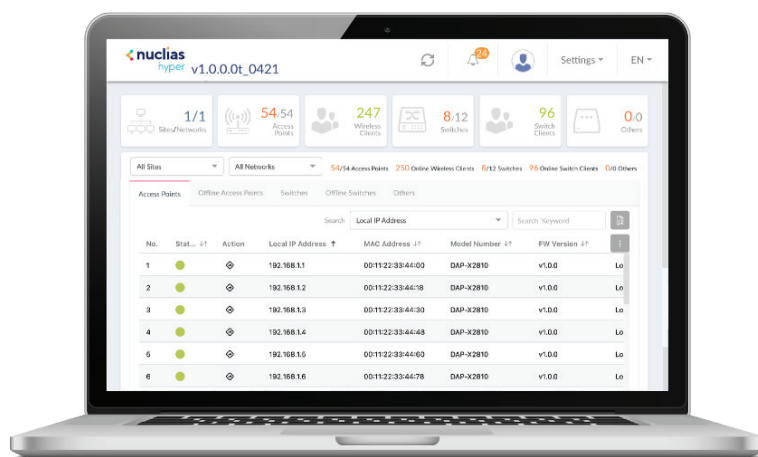 nuclias
hyper v1.0.0.0t_0421
24
Settings
EN
1/1
Sites/Networks
54/54
Access
Points
247
Wireless
Clients
8/12
Switches
96
Switch
Clients
0/0
Others
All Sites
All Networks
54/54 Access Points 250 Online Wireless Clients 8/12 Switches 96 Online Switch Clients 0/0 Others
Access Points Offline Access Points Switches Offline Switches Others
Search Local IP Address Search Keyword
No. Stat... Action Local IP Address MAC Address Model Number FW Version
1 192.168.1.1 00:11:22:33:44:00 DAP-X2810 v1.0.0 Lo
2 192.168.1.2 00:11:22:33:44:18 DAP-X2810 v1.0.0 Lo
3 192.168.1.3 00:11:22:33:44:30 DAP-X2810 v1.0.0 Lo
4 192.168.1.4 00:11:22:33:44:48 DAP-X2810 v1.0.0 Lo
5 192.168.1.5 00:11:22:33:44:60 DAP-X2810 v1.0.0 Lo
6 192.168.1.6 00:11:22:33:44:78 DAP-X2810 v1.0.0 Lo